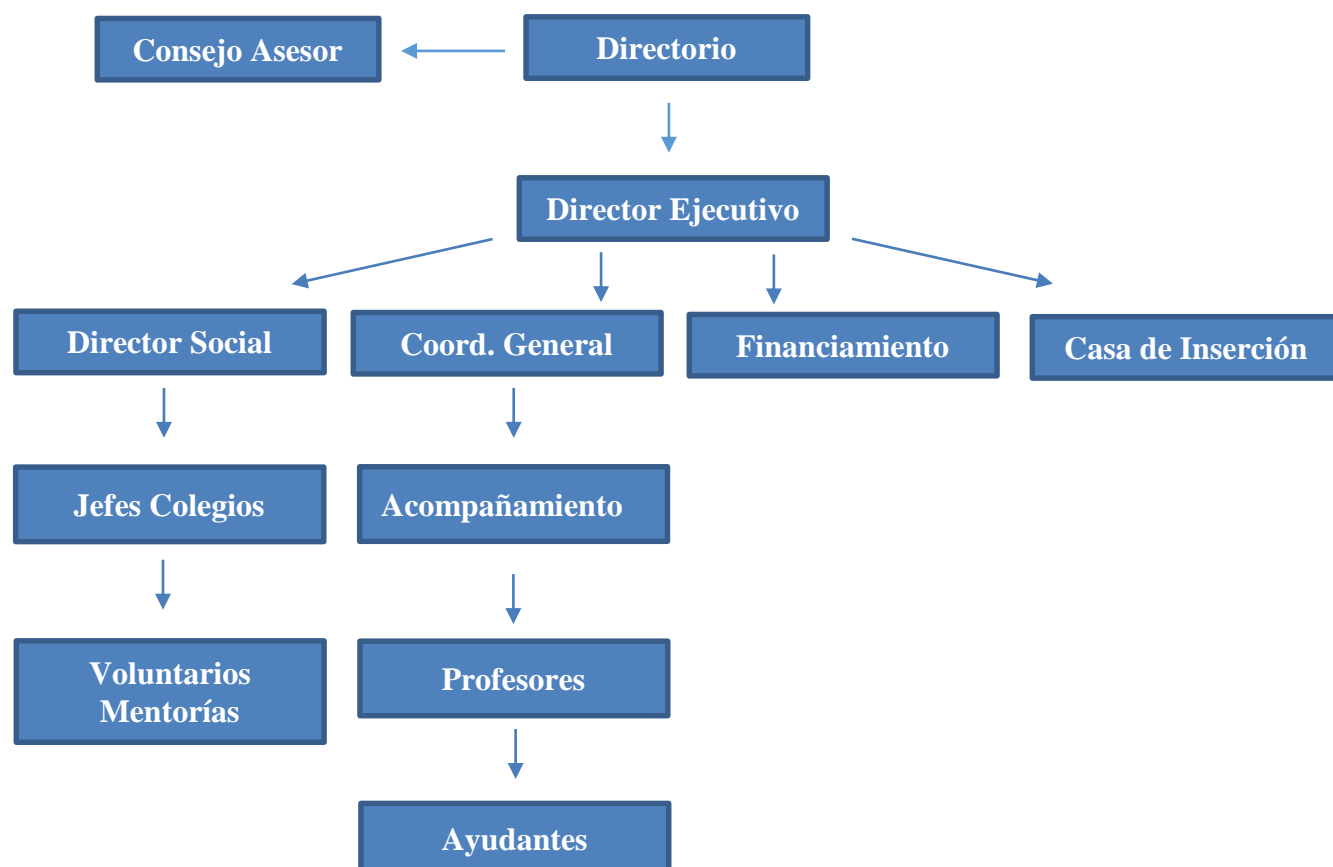 Consejo Asesor
Directorio
Director Ejecutivo
Director Social
Coord. General
Financiamiento
Casa de Inserción
Jefes Colegios
Acompañamiento
Voluntarios
Mentorías
Profesores
Ayudantes